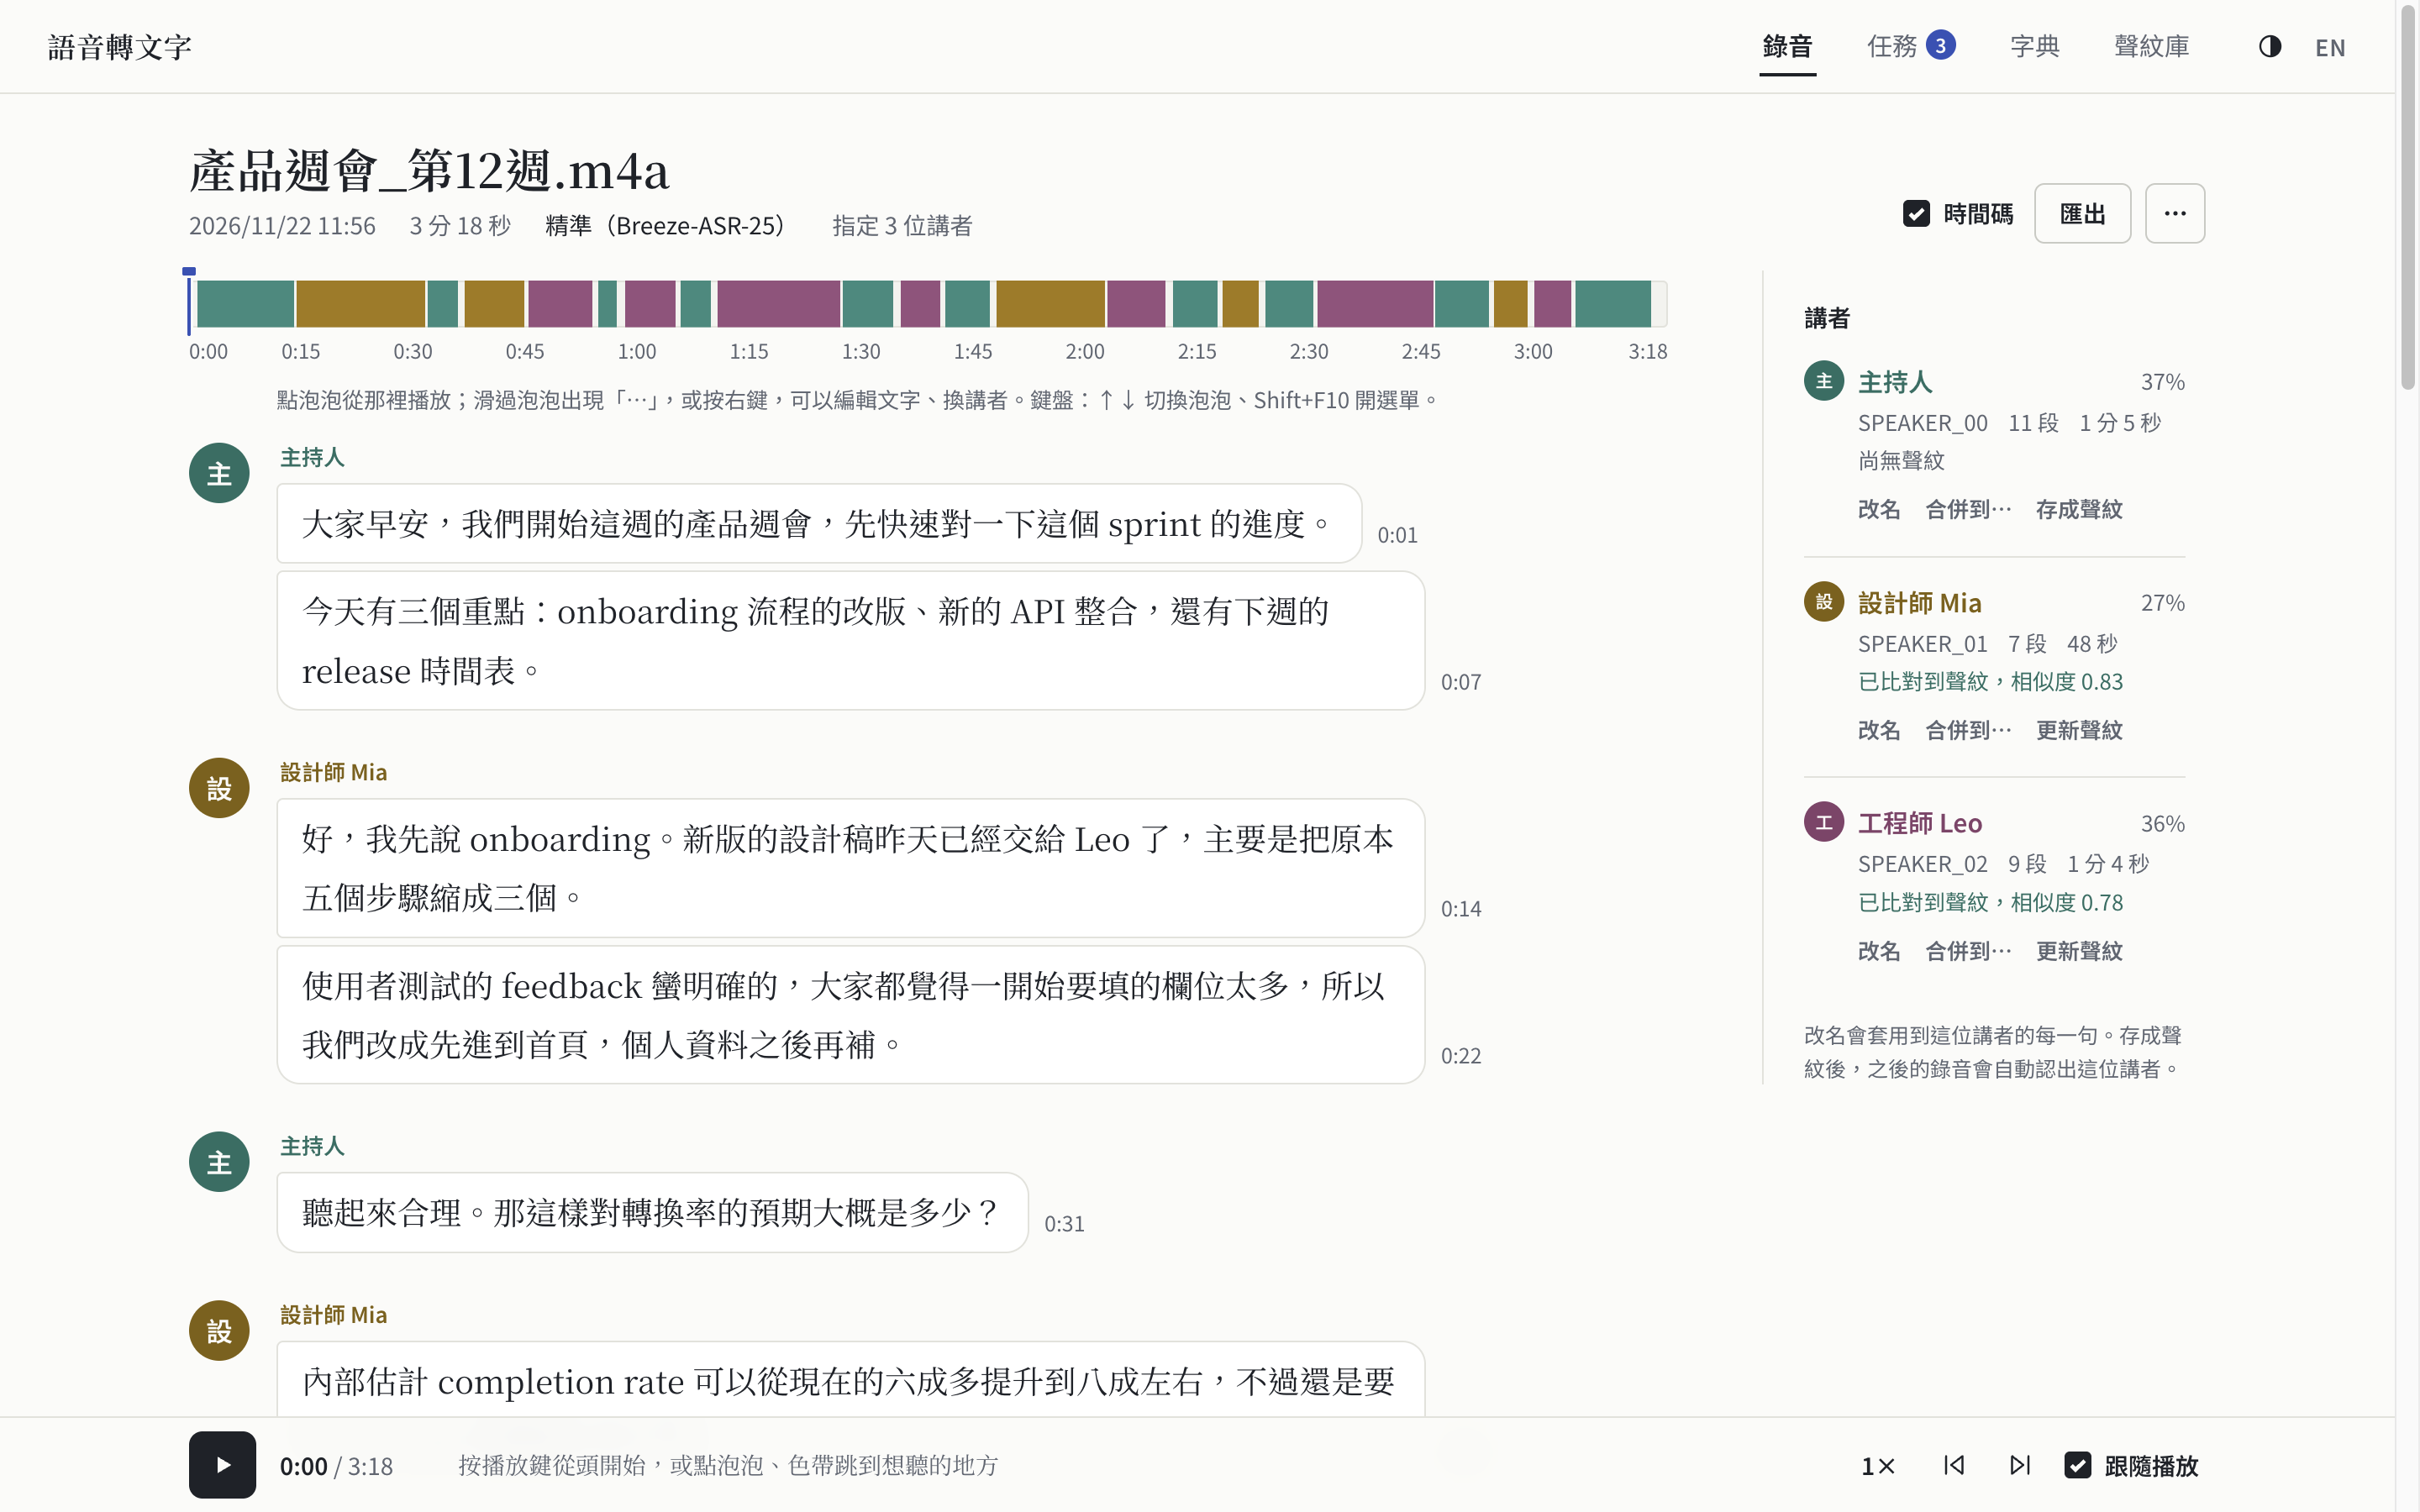 語音轉文字
錄音 任務 3 字典 聲紋庫 EN
產品週會_第12週.m4a
2026/11/22 11:56 3 分 18 秒 精準（Breeze-ASR-25） 指定 3 位講者
時間碼 匯出 ⋯
0:00 0:15 0:30 0:45 1:00 1:15 1:30 1:45 2:00 2:15 2:30 2:45 3:00 3:18
點泡泡從那裡播放；滑過泡泡出現「⋯」，或按右鍵，可以編輯文字、換講者。鍵盤：↑↓ 切換泡泡、Shift+F10 開選單。
主 主持人
大家早安，我們開始這週的產品週會，先快速對一下這個 sprint 的進度。 0:01
今天有三個重點：onboarding 流程的改版、新的 API 整合，還有下週的
release 時間表。 0:07
設 設計師 Mia
好，我先說 onboarding。新版的設計稿昨天已經交給 Leo 了，主要是把原本
五個步驟縮成三個。 0:14
使用者測試的 feedback 蠻明確的，大家都覺得一開始要填的欄位太多，所以
我們改成先進到首頁，個人資料之後再補。 0:22
主 主持人
聽起來合理。那這樣對轉換率的預期大概是多少？ 0:31
設 設計師 Mia
內部估計 completion rate 可以從現在的六成多提升到八成左右，不過還是要
講者
主 主持人 37%
SPEAKER_00 11 段 1 分 5 秒
尚無聲紋
改名 合併到⋯ 存成聲紋
設 設計師 Mia 27%
SPEAKER_01 7 段 48 秒
已比對到聲紋，相似度 0.83
改名 合併到⋯ 更新聲紋
工 工程師 Leo 36%
SPEAKER_02 9 段 1 分 4 秒
已比對到聲紋，相似度 0.78
改名 合併到⋯ 更新聲紋
改名會套用到這位講者的每一句。存成聲
紋後，之後的錄音會自動認出這位講者。
0:00 / 3:18 按播放鍵從頭開始，或點泡泡、色帶跳到想聽的地方 1× 跟隨播放